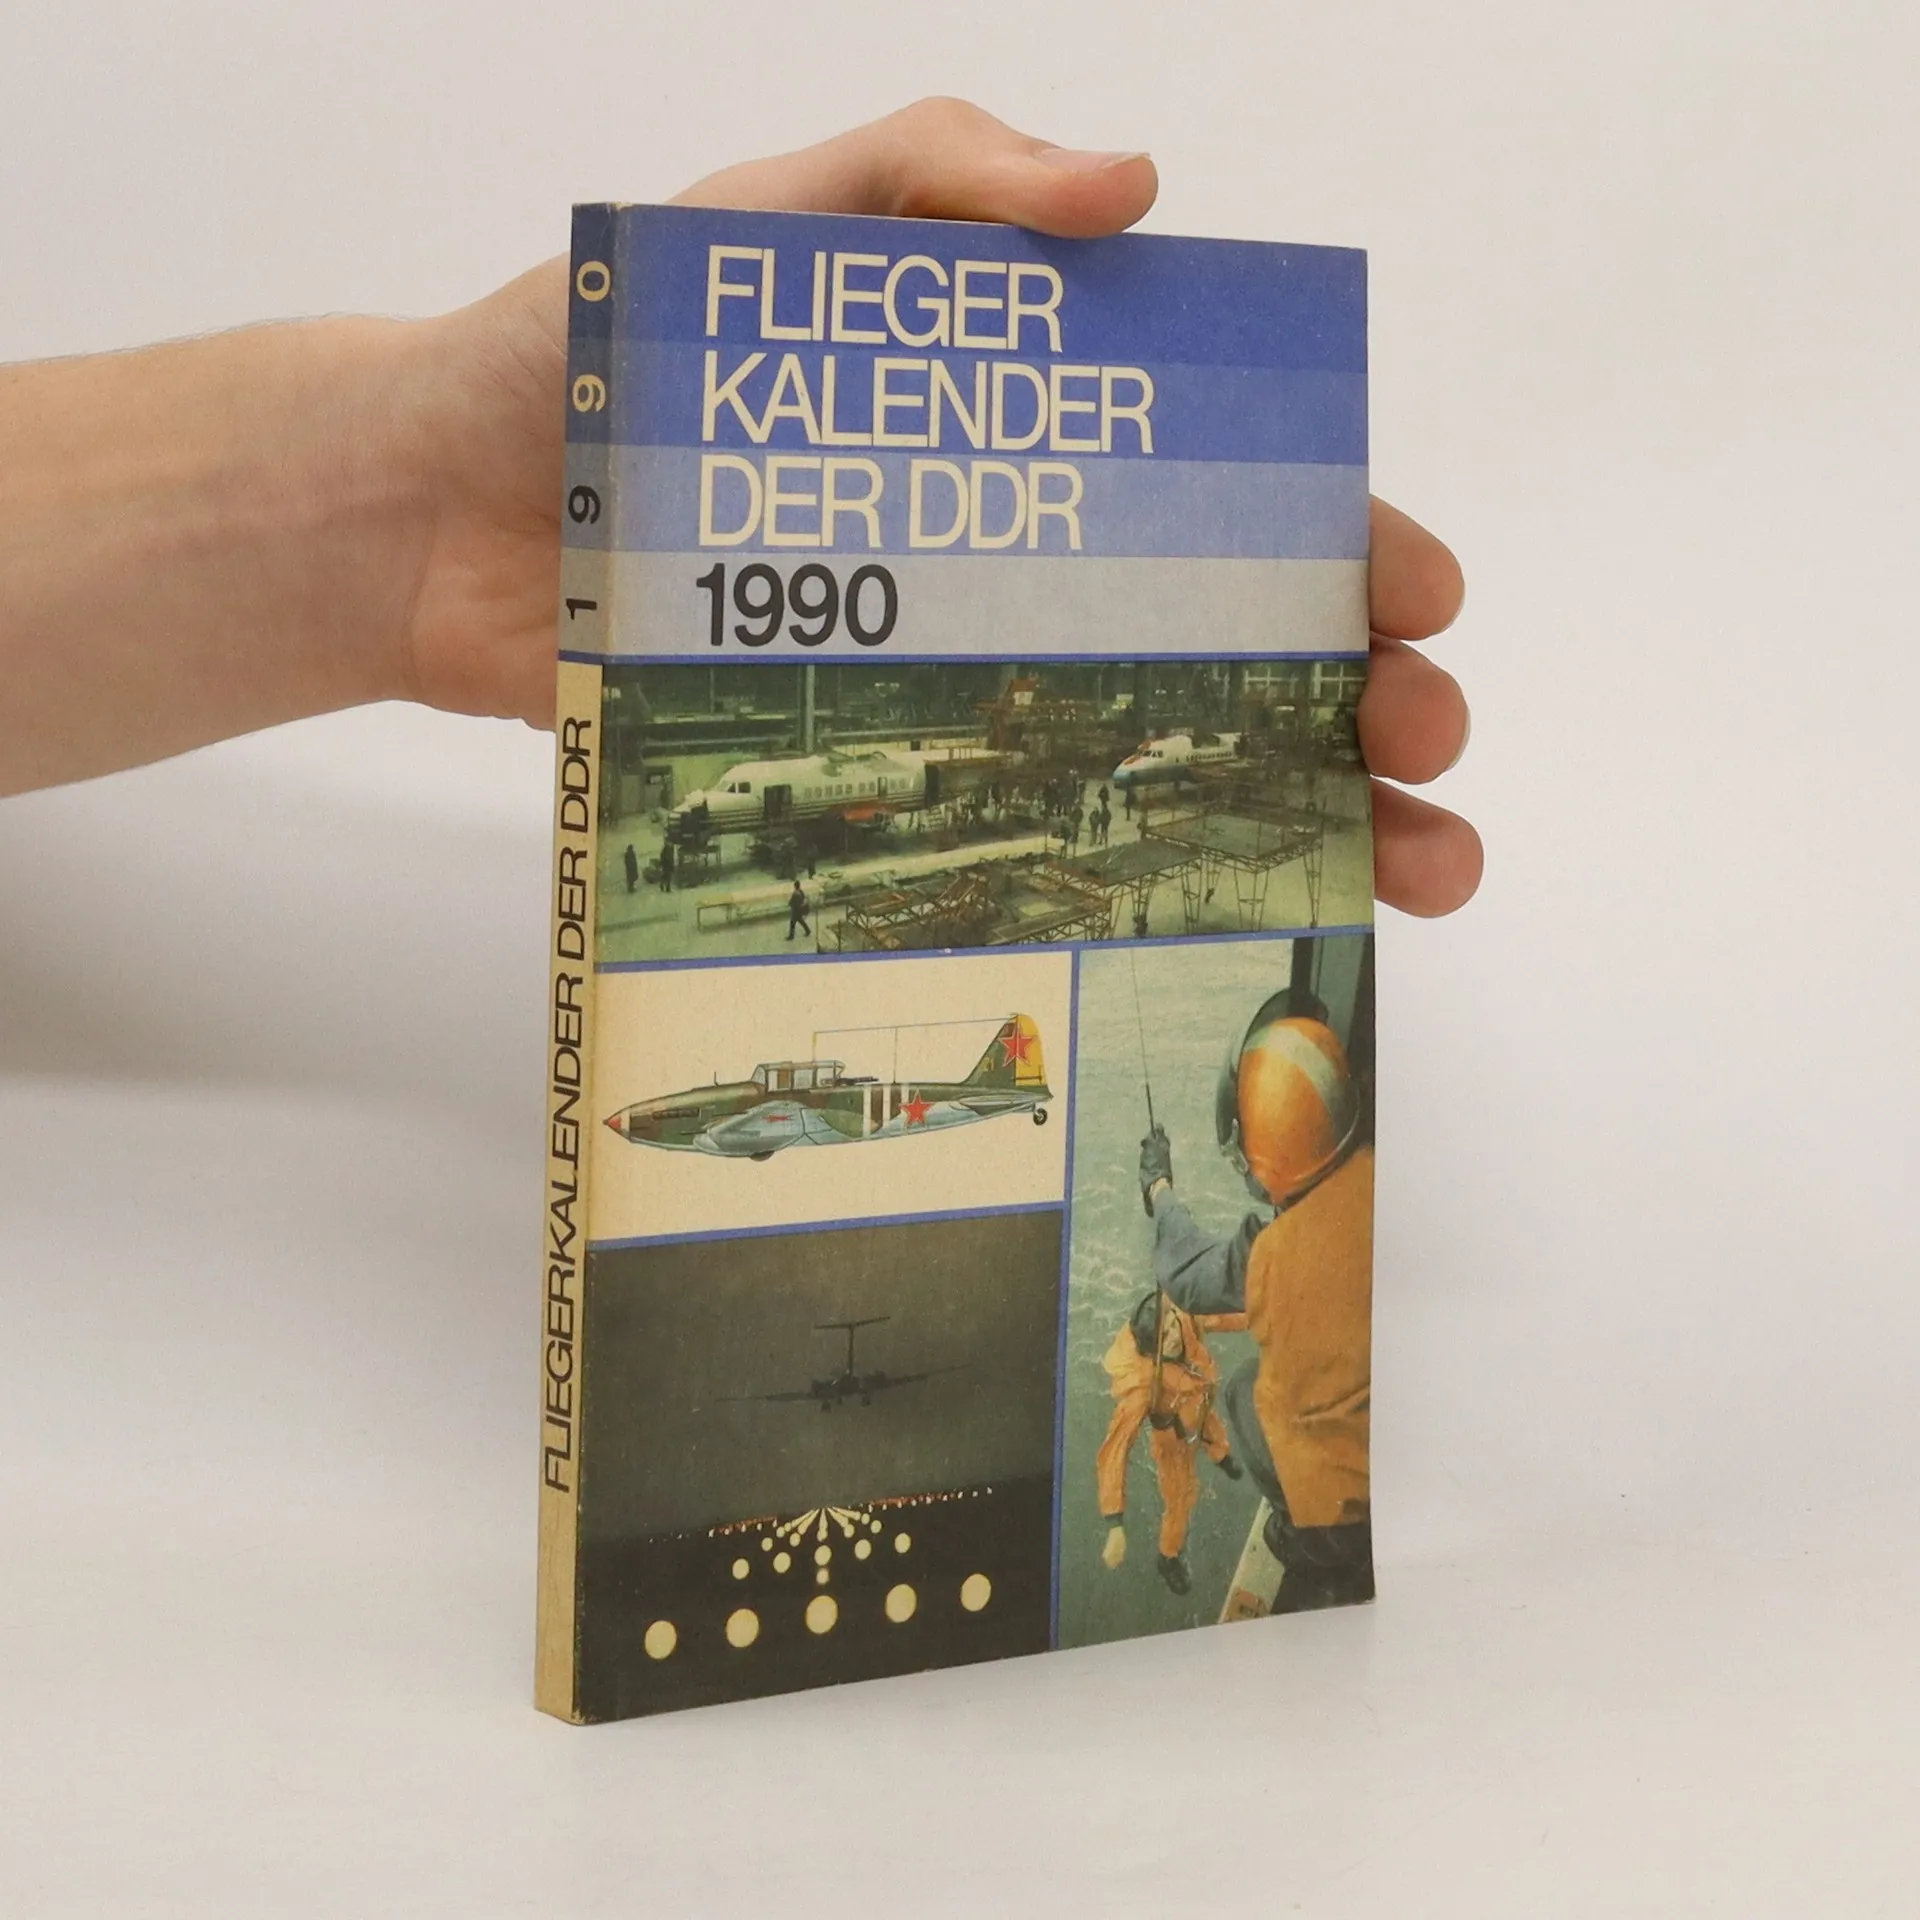 FLIEGER
KALENDER
DER DDR
1990
FLIEGERKALENDER DER DDR 1990